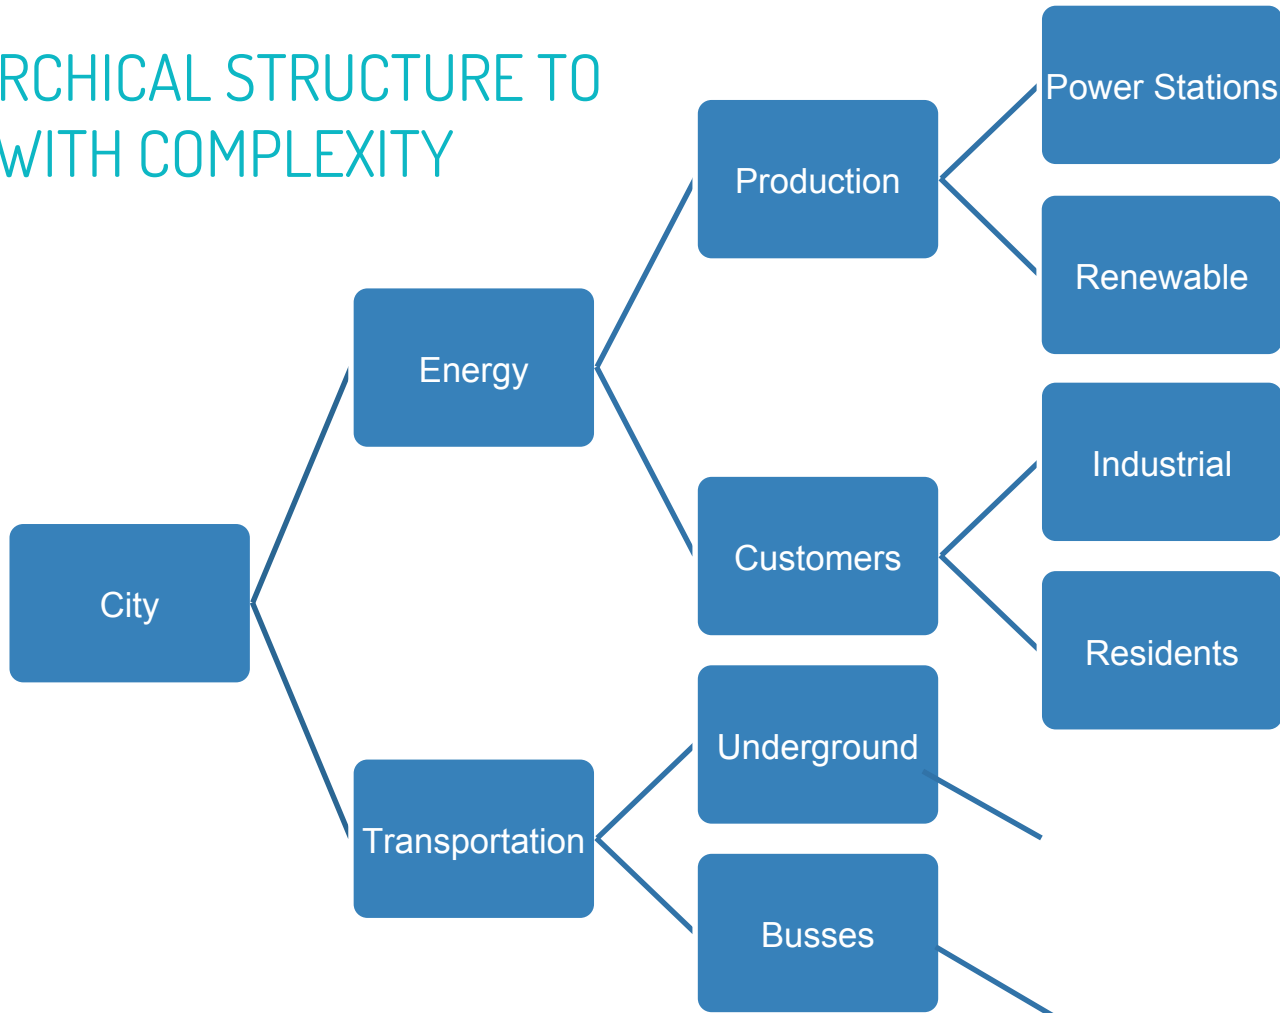 RCHICAL STRUCTURE TO
WITH COMPLEXITY
Power Stations
Production
Renewable
Energy
Industrial
Customers
City
Residents
Underground
Transportation
Busses